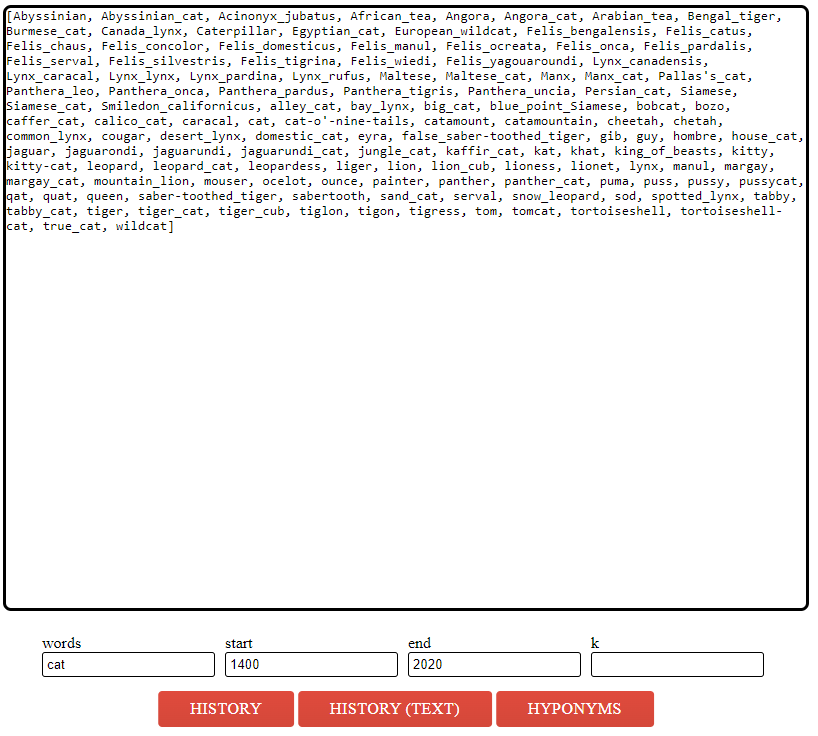 [Abyssinian, Abyssinian_cat, Acinonyx_jubatus, African_tea, Angora, Angora_cat, Arabian_tea, Bengal_tiger,
Burmese_cat, Canada_lynx, Caterpillar, Egyptian_cat, European_wildcat, Felis_bengalensis, Felis_catus,
Felis_chaus, Felis_concolor, Felis_domesticus, Felis_manul, Felis_ocreata, Felis_onca, Felis_pardalis,
Felis_serval, Felis_silvestris, Felis_tigrina, Felis_wiedi, Felis_yagouaroundi, Lynx_canadensis,
Lynx_caracal, Lynx_lynx, Lynx_pardina, Lynx_rufus, Maltese, Maltese_cat, Manx, Manx_cat, Pallas's_cat,
Panthera_leo, Panthera_onca, Panthera_pardus, Panthera_tigris, Panthera_uncia, Persian_cat, Siamese,
Siamese_cat, Smiledon_californicus, alley_cat, bay_lynx, big_cat, blue_point_Siamese, bobcat, bozo,
caffer_cat, calico_cat, caracal, cat, cat-o'-nine-tails, catamount, catamountain, cheetah, chetah,
common_lynx, cougar, desert_lynx, domestic_cat, eyra, false_saber-toothed_tiger, gib, guy, hombre, house_cat,
jaguar, jaguarondi, jaguarundi, jaguarundi_cat, jungle_cat, kaffir_cat, kat, khat, king_of_beasts, kitty,
kitty-cat, leopard, leopard_cat, leopardess, liger, lion, lion_cub, lioness, lionet, lynx, manul, margay,
margay_cat, mountain_lion, mouser, ocelot, ounce, painter, panther, panther_cat, puma, puss, pussy, pussycat,
qat, quat, queen, saber-toothed_tiger, sabertooth, sand_cat, serval, snow_leopard, sod, spotted_lynx, tabby,
tabby_cat, tiger, tiger_cat, tiger_cub, tiglon, tigon, tigress, tom, tomcat, tortoiseshell, tortoiseshell-
cat, true_cat, wildcat]
words start end k
cat 1400 2020
HISTORY HISTORY (TEXT) HYPONYMS